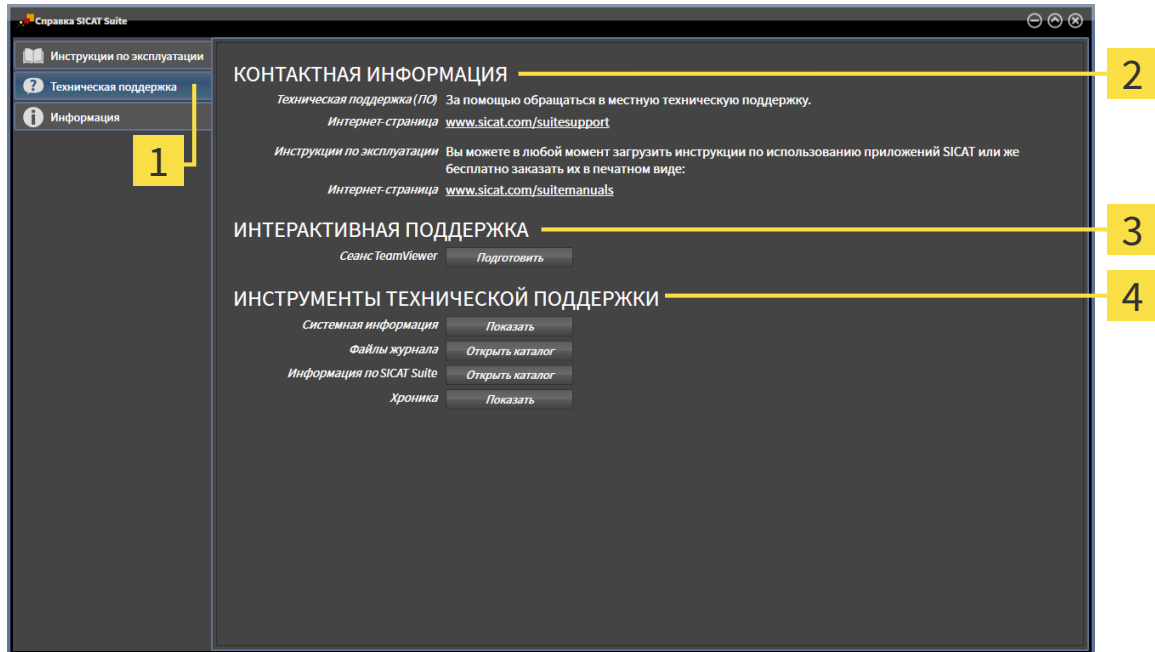 Справка SICAT Suite
Инструкции по эксплуатации
Техническая поддержка
Информация
1
КОНТАКТНАЯ ИНФОРМАЦИЯ
2
Техническая поддержка (ПО) За помощью обращаться в местную техническую поддержку.
Интернет-страница www.sicat.com/suitesupport
Инструкции по эксплуатации Вы можете в любой момент загрузить инструкции по использованию приложений SICAT или же
бесплатно заказать их в печатном виде:
Интернет-страница www.sicat.com/suitemanuals
ИНТЕРАКТИВНАЯ ПОДДЕРЖКА
3
Сеанс TeamViewer Подготовить
ИНСТРУМЕНТЫ ТЕХНИЧЕСКОЙ ПОДДЕРЖКИ
4
Системная информация Показать
Файлы журнала Открыть каталог
Информация по SICAT Suite Открыть каталог
Хроника Показать